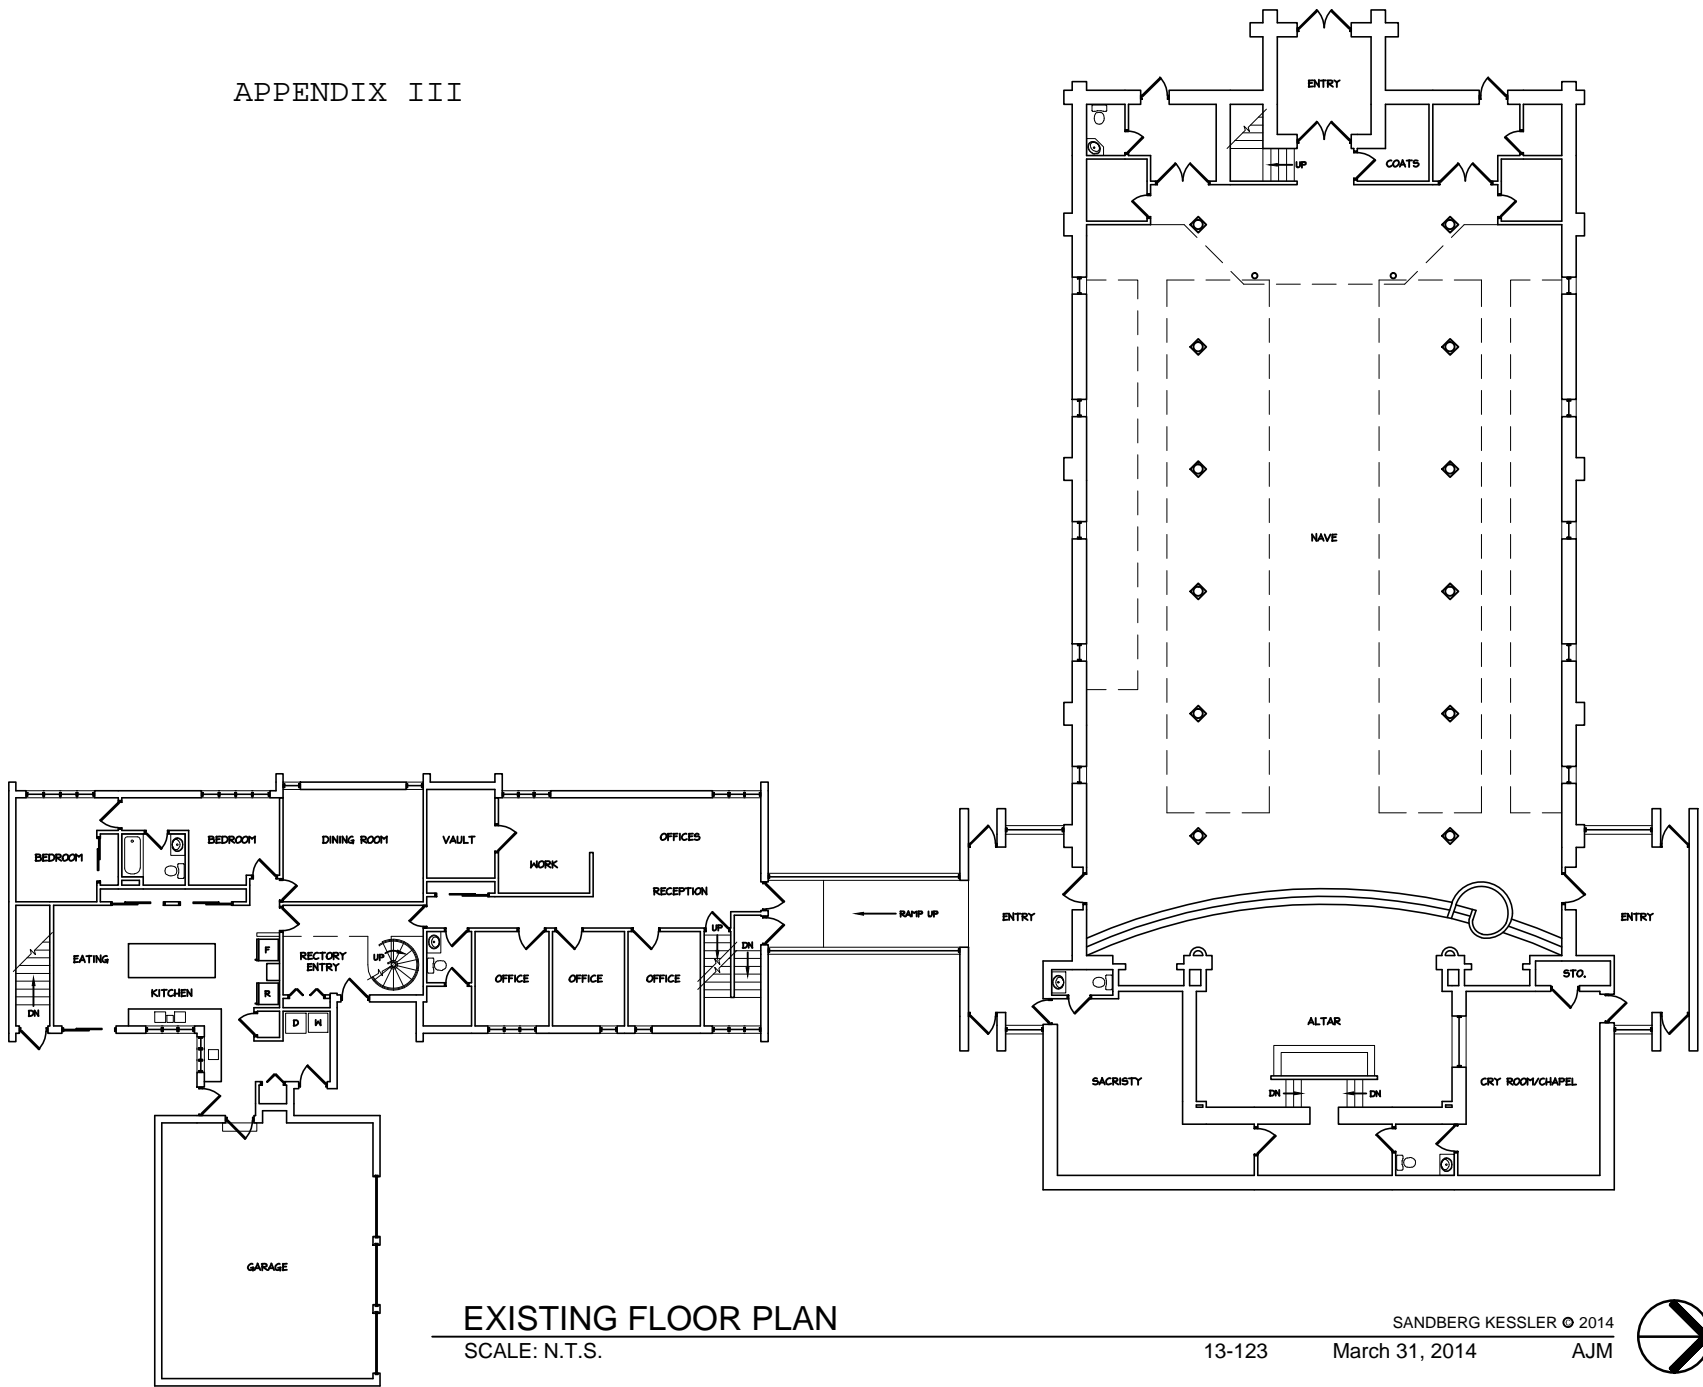 APPENDIX III
ENTRY
UP
COATS
NAVE
BEDROOM
BEDROOM
DINING ROOM
VAULT
WORK
OFFICES
RECEPTION
RAMP UP
ENTRY
ENTRY
EATING
KITCHEN
F
R
DN
D
W
RECTORY
ENTRY
UP
OFFICE
OFFICE
OFFICE
UP
DN
STO.
ALTAR
SACRISTY
CRY ROOM/CHAPEL
DN
DN
GARAGE
EXISTING FLOOR PLAN
SCALE: N.T.S.
SANDBERG KESSLER © 2014
13-123
March 31, 2014
AJM